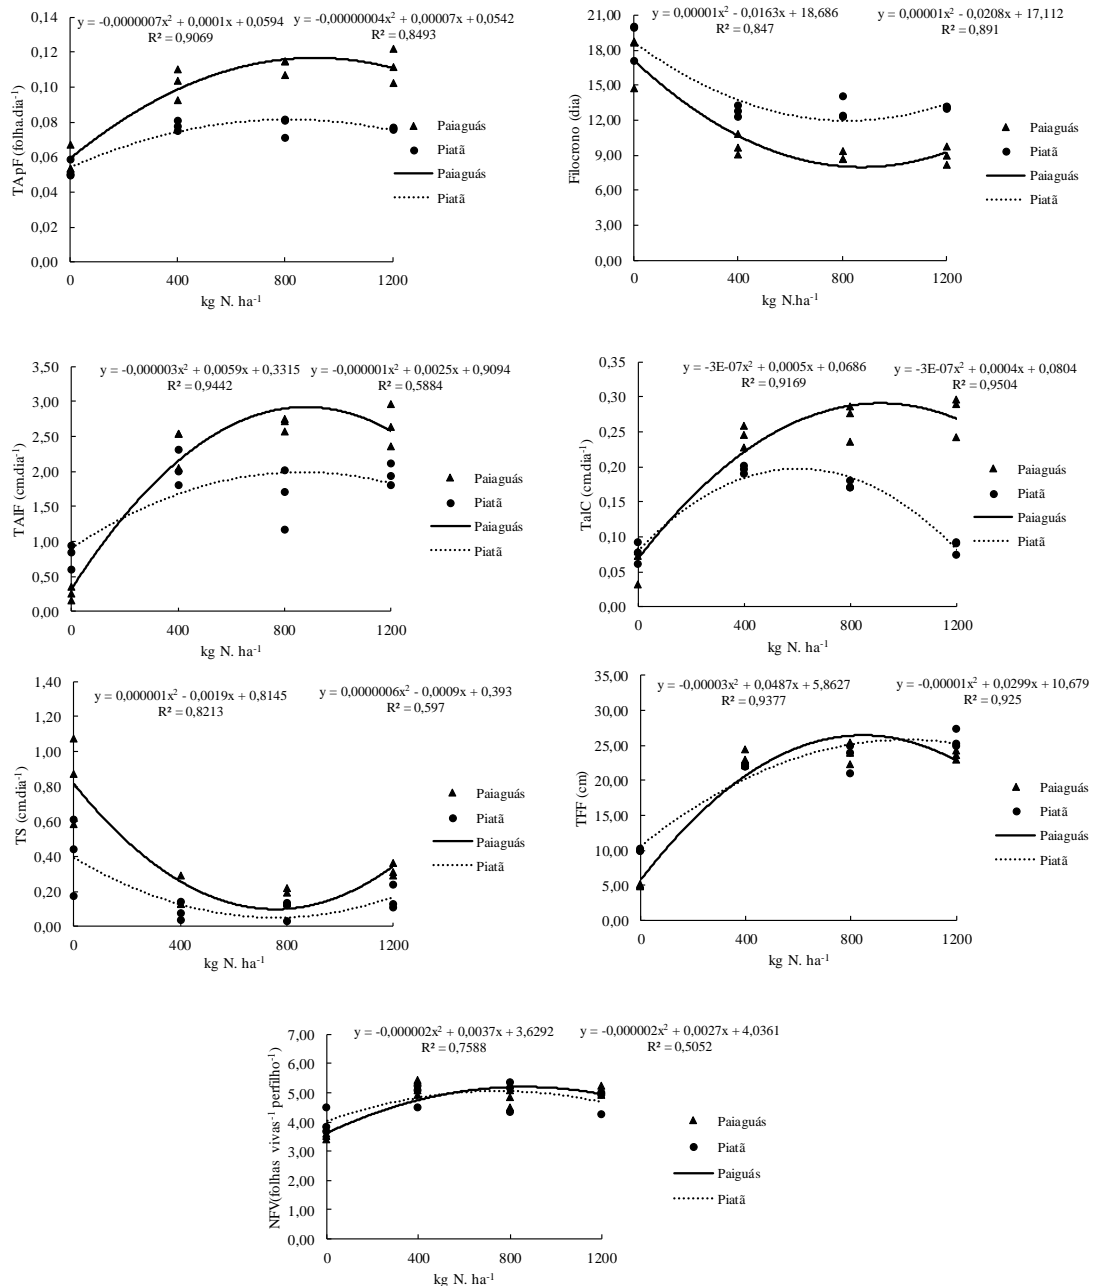 y = -0,0000007x² + 0,0001x + 0,0594
R² = 0,9069
y = -0,00000004x² + 0,00007x + 0,0542
R² = 0,8493
TApF (folha.dia⁻¹)
0,14
0,12
0,10
0,08
0,06
0,04
0,02
0,00
0 400 800 1200
kg N. ha⁻¹
Paiaguás
Piatã
Paiaguás
Piatã
y = 0,00001x² - 0,0163x + 18,686
R² = 0,847
y = 0,00001x² - 0,0208x + 17,112
R² = 0,891
Filocrono (dia)
21,00
18,00
15,00
12,00
9,00
6,00
3,00
0,00
0 400 800 1200
kg N.ha⁻¹
Paiaguás
Piatã
Paiaguás
Piatã
y = -0,000003x² + 0,0059x + 0,3315
R² = 0,9442
y = -0,000001x² + 0,0025x + 0,9094
R² = 0,5884
TAlF (cm.dia⁻¹)
3,50
3,00
2,50
2,00
1,50
1,00
0,50
0,00
0 400 800 1200
kg N. ha⁻¹
Paiaguás
Piatã
Paiaguás
Piatã
y = -3E-07x² + 0,0005x + 0,0686
R² = 0,9169
y = -3E-07x² + 0,0004x + 0,0804
R² = 0,9504
TalC (cm.dia⁻¹)
0,35
0,30
0,25
0,20
0,15
0,10
0,05
0,00
0 400 800 1200
kg N. ha⁻¹
Paiaguás
Piatã
Paiaguás
Piatã
y = 0,000001x² - 0,0019x + 0,8145
R² = 0,8213
y = 0,0000006x² - 0,0009x + 0,393
R² = 0,597
TS (cm.dia⁻¹)
1,40
1,20
1,00
0,80
0,60
0,40
0,20
0,00
0 400 800 1200
kg N. ha⁻¹
Paiaguás
Piatã
Paiaguás
Piatã
y = -0,00003x² + 0,0487x + 5,8627
R² = 0,9377
y = -0,00001x² + 0,0299x + 10,679
R² = 0,925
TFF (cm)
35,00
30,00
25,00
20,00
15,00
10,00
5,00
0,00
0 400 800 1200
kg N. ha⁻¹
Paiaguás
Piatã
Paiaguás
Piatã
y = -0,000002x² + 0,0037x + 3,6292
R² = 0,7588
y = -0,000002x² + 0,0027x + 4,0361
R² = 0,5052
NFV(folhas vivas⁻¹ perfilho⁻¹)
7,00
6,00
5,00
4,00
3,00
2,00
1,00
0,00
0 400 800 1200
kg N. ha⁻¹
Paiaguás
Piatã
Paiguás
Piatã